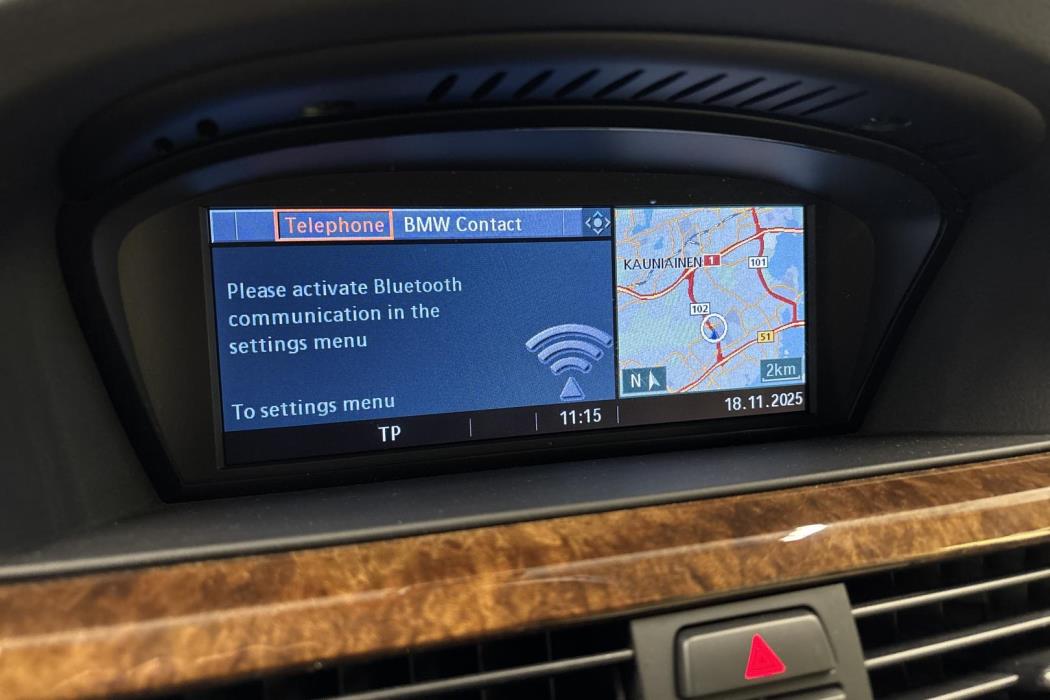 Telephone BMW Contact
Please activate Bluetooth
communication in the
settings menu
To settings menu
KAUNIAINEN 1
101
102
51
N
2km
TP
11:15
18.11.2025